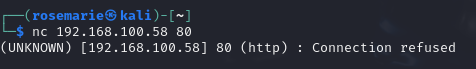 ┌──(rosemarie㉿kali)-[~]
└─$ nc 192.168.100.58 80
(UNKNOWN) [192.168.100.58] 80 (http) : Connection refused